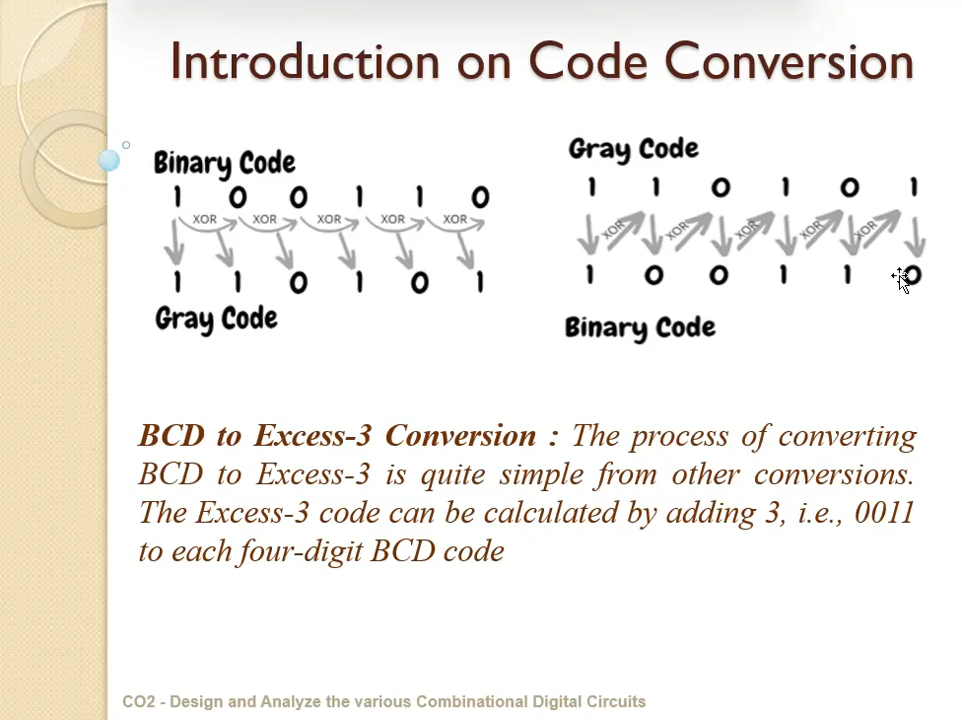 Introduction on Code Conversion
Binary Code
1 0 0 1 1 0
XOR XOR XOR XOR XOR
1 1 0 1 0 1
Gray Code
Gray Code
1 1 0 1 0 1
XOR XOR XOR XOR XOR
1 0 0 1 1 0
Binary Code
BCD to Excess-3 Conversion : The process of converting
BCD to Excess-3 is quite simple from other conversions.
The Excess-3 code can be calculated by adding 3, i.e., 0011
to each four-digit BCD code
CO2 - Design and Analyze the various Combinational Digital Circuits